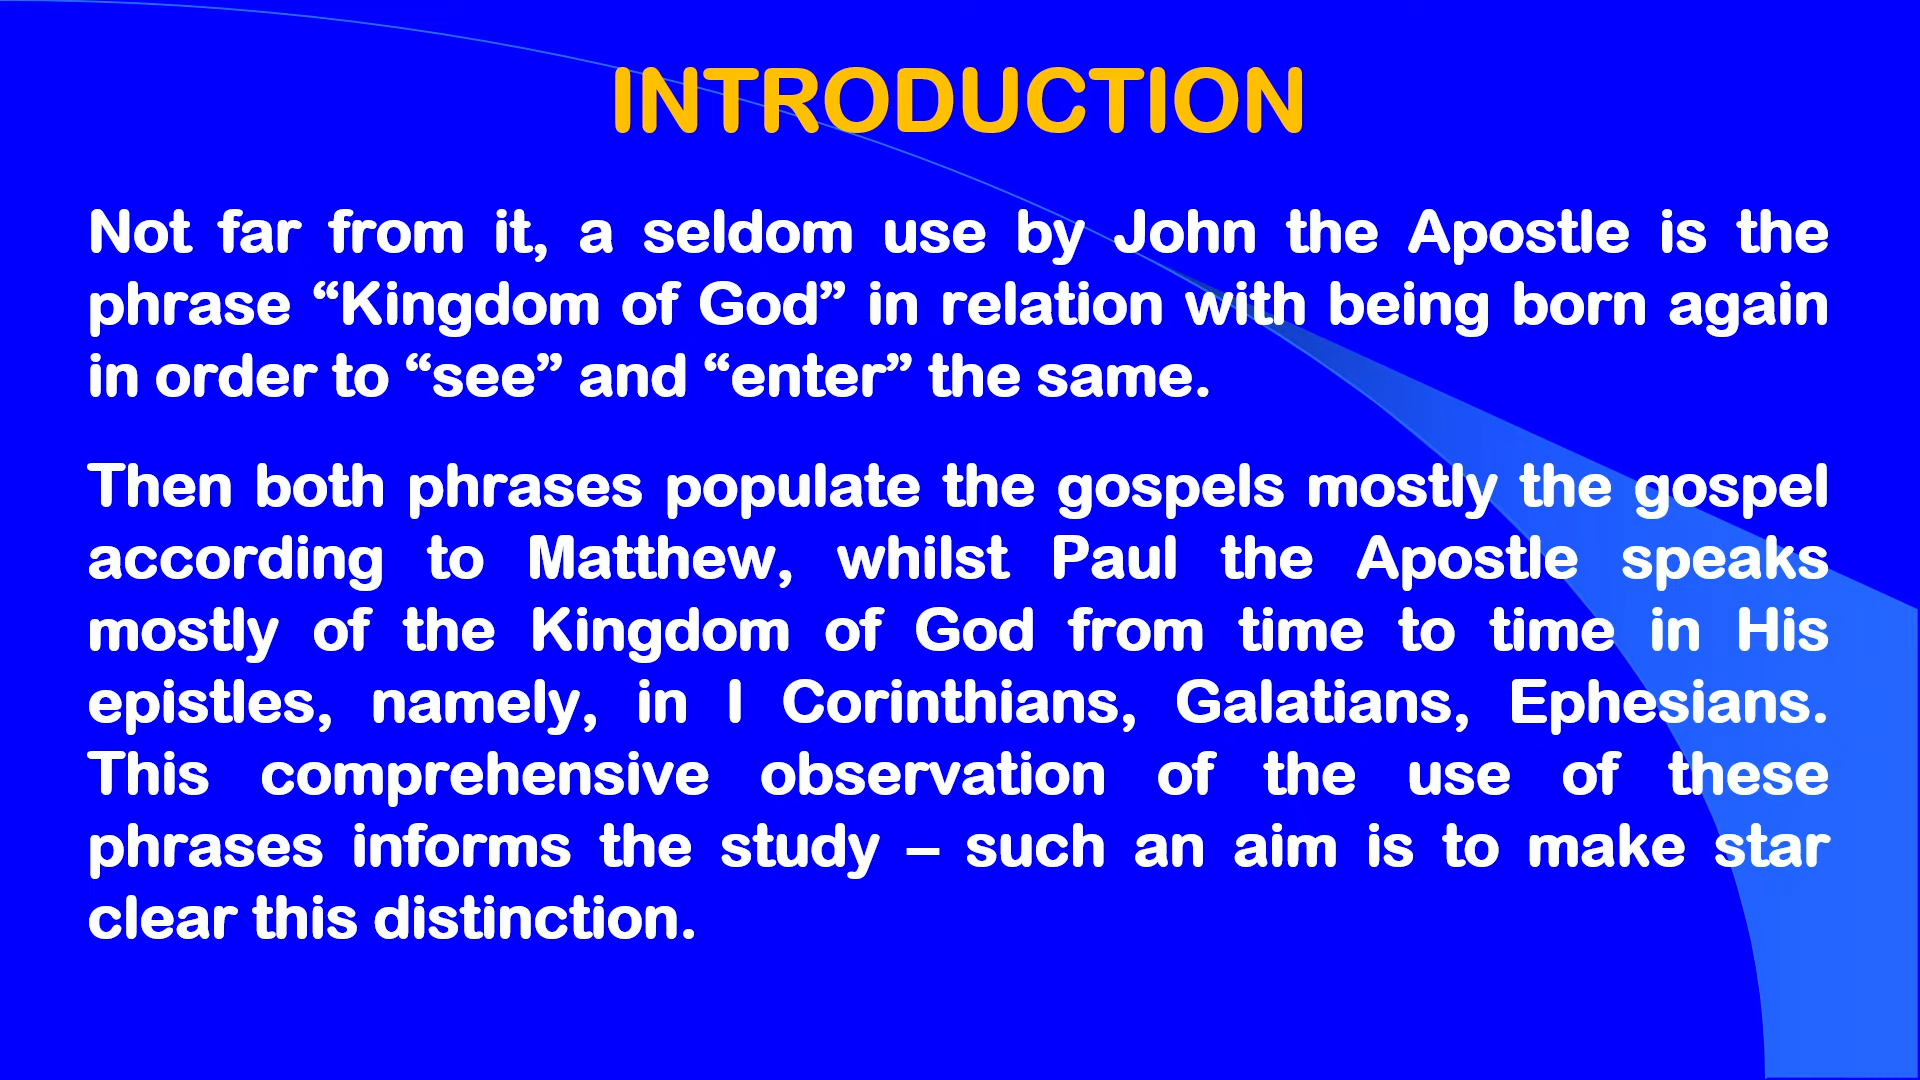 INTRODUCTION
Not far from it, a seldom use by John the Apostle is the
phrase “Kingdom of God” in relation with being born again
in order to “see” and “enter” the same.
Then both phrases populate the gospels mostly the gospel
according to Matthew, whilst Paul the Apostle speaks
mostly of the Kingdom of God from time to time in His
epistles, namely, in I Corinthians, Galatians, Ephesians.
This comprehensive observation of the use of these
phrases informs the study – such an aim is to make star
clear this distinction.